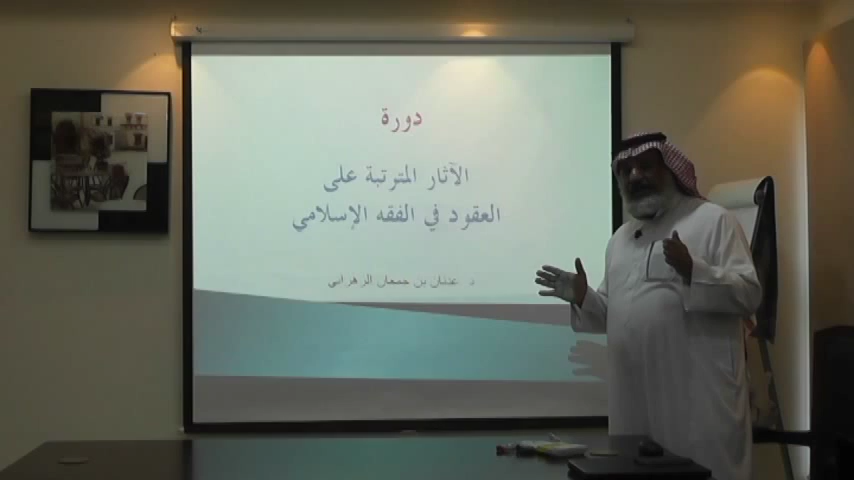 دورة
الآثار المترتبة على
العقود في الفقه الإسلامي
د. عدنان بن جمعان الزهراني